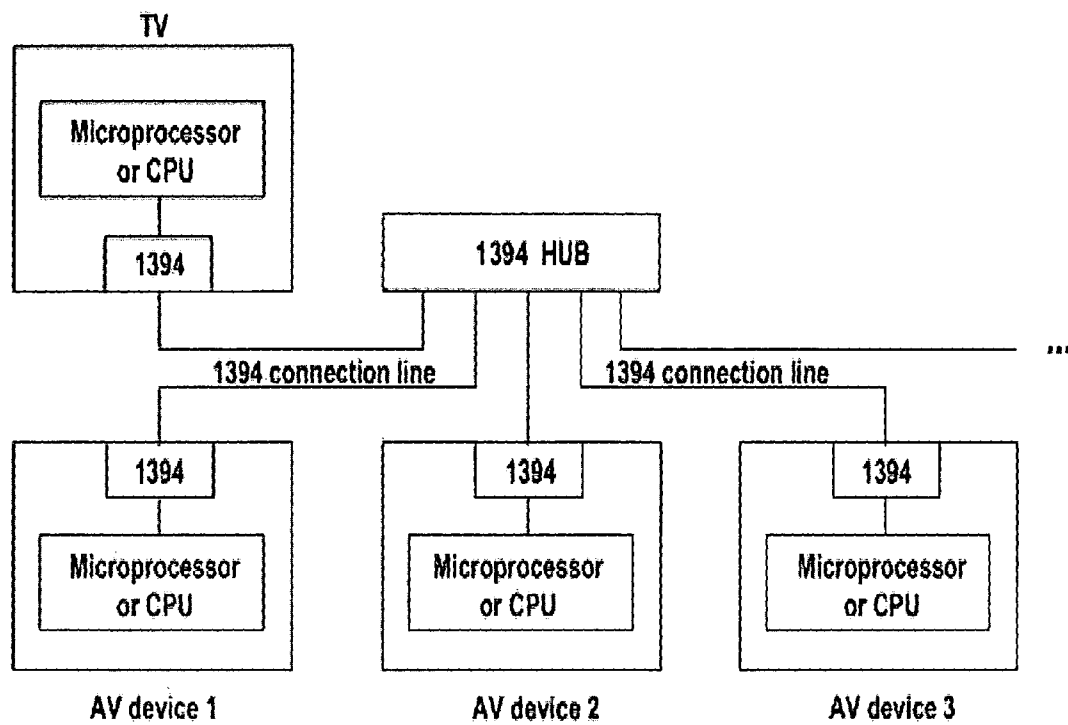 TV
Microprocessor
or CPU
1394
1394 HUB
...
1394 connection line
1394 connection line
1394
1394
1394
Microprocessor
or CPU
Microprocessor
or CPU
Microprocessor
or CPU
AV device 1
AV device 2
AV device 3